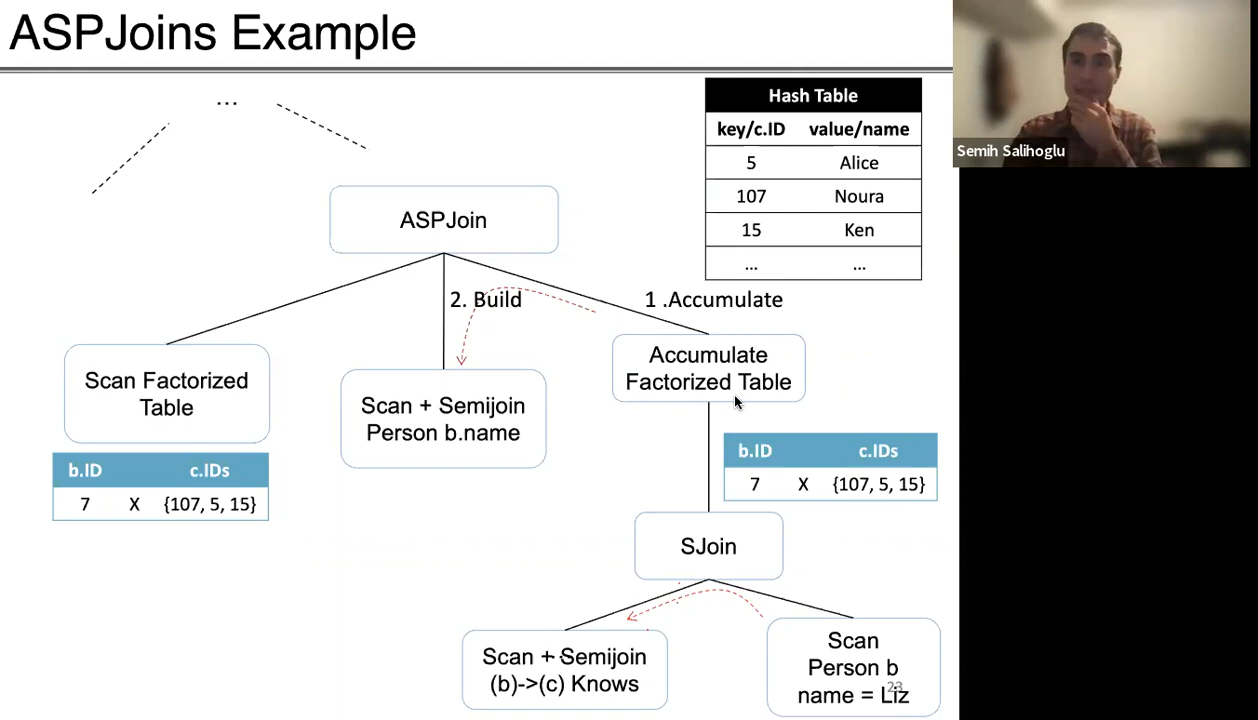 ASPJoins Example
...
Hash Table
key/c.ID value/name
5 Alice
107 Noura
15 Ken
... ...
Semih Salihoglu
ASPJoin
2. Build
1 .Accumulate
Scan Factorized
Table
b.ID c.IDs
7 X {107, 5, 15}
Scan + Semijoin
Person b.name
Accumulate
Factorized Table
b.ID c.IDs
7 X {107, 5, 15}
SJoin
Scan + Semijoin
(b)->(c) Knows
Scan
Person b
name = Liz
23